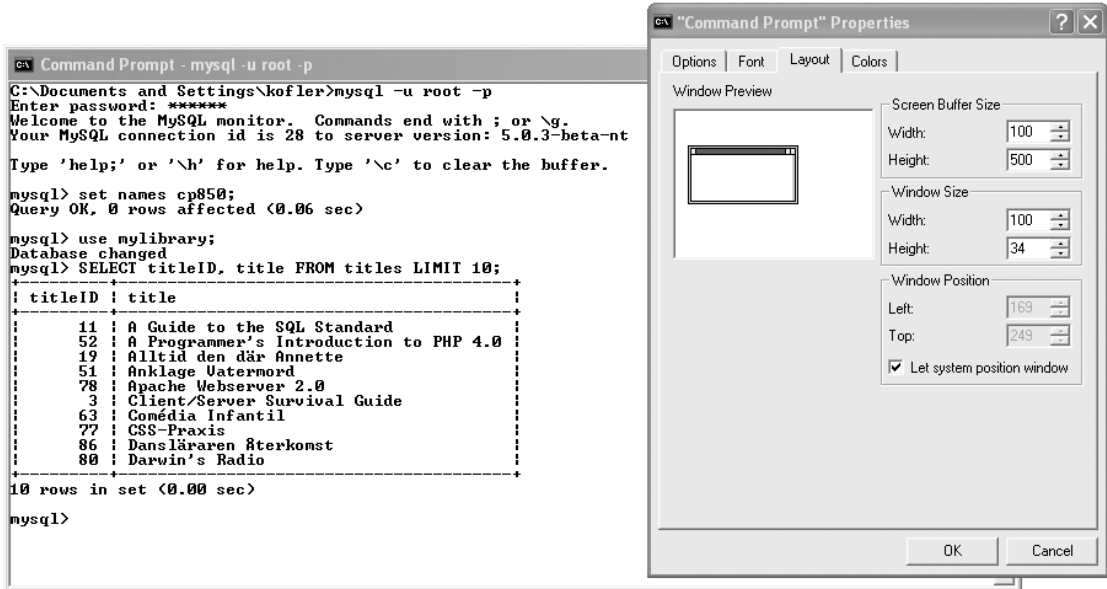 Command Prompt - mysql -u root -p
C:\Documents and Settings\kofler>mysql -u root -p
Enter password: ******
Welcome to the MySQL monitor.  Commands end with ; or \g.
Your MySQL connection id is 28 to server version: 5.0.3-beta-nt
Type 'help;' or '\h' for help. Type '\c' to clear the buffer.
mysql> set names cp850;
Query OK, 0 rows affected (0.06 sec)
mysql> use mylibrary;
Database changed
mysql> SELECT titleID, title FROM titles LIMIT 10;
+---------+------------------------------------------+
| titleID | title                                    |
+---------+------------------------------------------+
|      11 | A Guide to the SQL Standard              |
|      52 | A Programmer's Introduction to PHP 4.0 |
|      19 | Alltid den där Annette                   |
|      51 | Anklage Vatermord                        |
|      78 | Apache Webserver 2.0                     |
|       3 | Client/Server Survival Guide             |
|      63 | Comédia Infantil                         |
|      77 | CSS-Praxis                               |
|      86 | Dansläraren Återkomst                    |
|      80 | Darwin's Radio                           |
+---------+------------------------------------------+
10 rows in set (0.00 sec)
mysql>
"Command Prompt" Properties
Options Font Layout Colors
Window Preview
Screen Buffer Size
Width: 100
Height: 500
Window Size
Width: 100
Height: 34
Window Position
Left: 169
Top: 249
Let system position window
OK Cancel